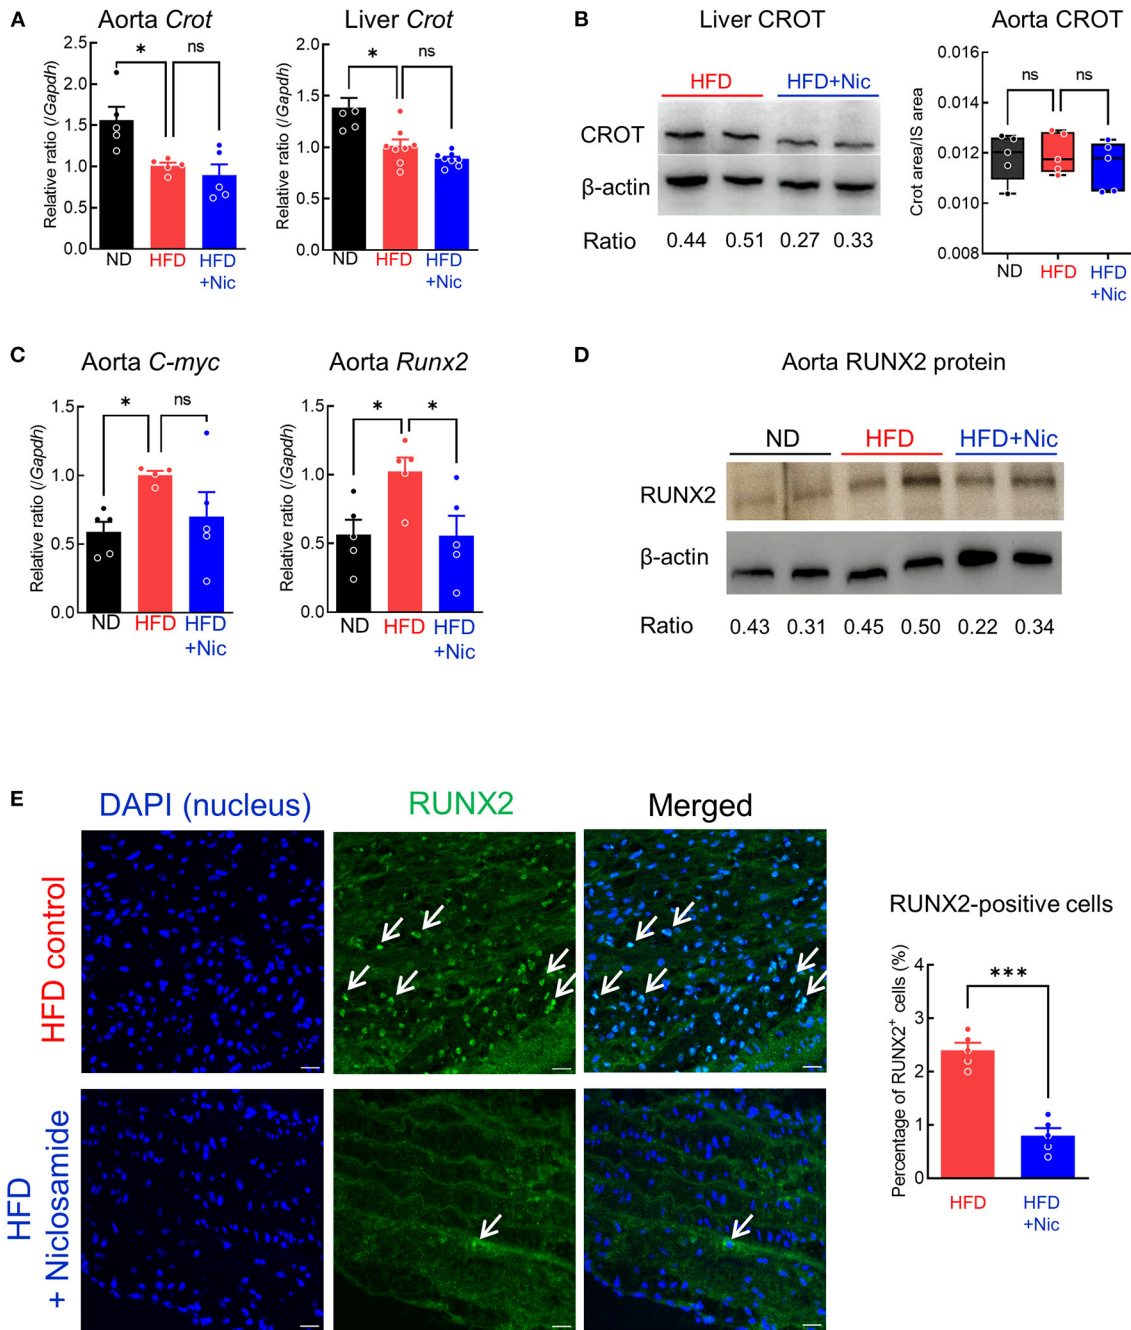 A
Aorta Crot
Relative ratio (/Gapdh)
2.5
2.0
1.5
1.0
0.5
0.0
*
ns
ND
HFD
HFD
+Nic
Liver Crot
Relative ratio (/Gapdh)
2.0
1.5
1.0
0.5
0.0
*
ns
ND
HFD
HFD
+Nic
B
Liver CROT
HFD
HFD+Nic
CROT
β-actin
Ratio
0.44 0.51 0.27 0.33
Aorta CROT
Crot area/IS area
0.016
0.014
0.012
0.010
0.008
ns
ns
ND
HFD
HFD
+Nic
C
Aorta C-myc
Relative ratio (/Gapdh)
1.5
1.0
0.5
0.0
*
ns
ND
HFD
HFD
+Nic
Aorta Runx2
Relative ratio (/Gapdh)
1.5
1.0
0.5
0.0
*
*
ND
HFD
HFD
+Nic
D
Aorta RUNX2 protein
ND
HFD
HFD+Nic
RUNX2
β-actin
Ratio
0.43 0.31 0.45 0.50 0.22 0.34
E
DAPI (nucleus)
RUNX2
Merged
HFD control
HFD
+ Niclosamide
RUNX2-positive cells
Percentage of RUNX2+ cells (%)
4
3
2
1
0
***
HFD
HFD
+Nic